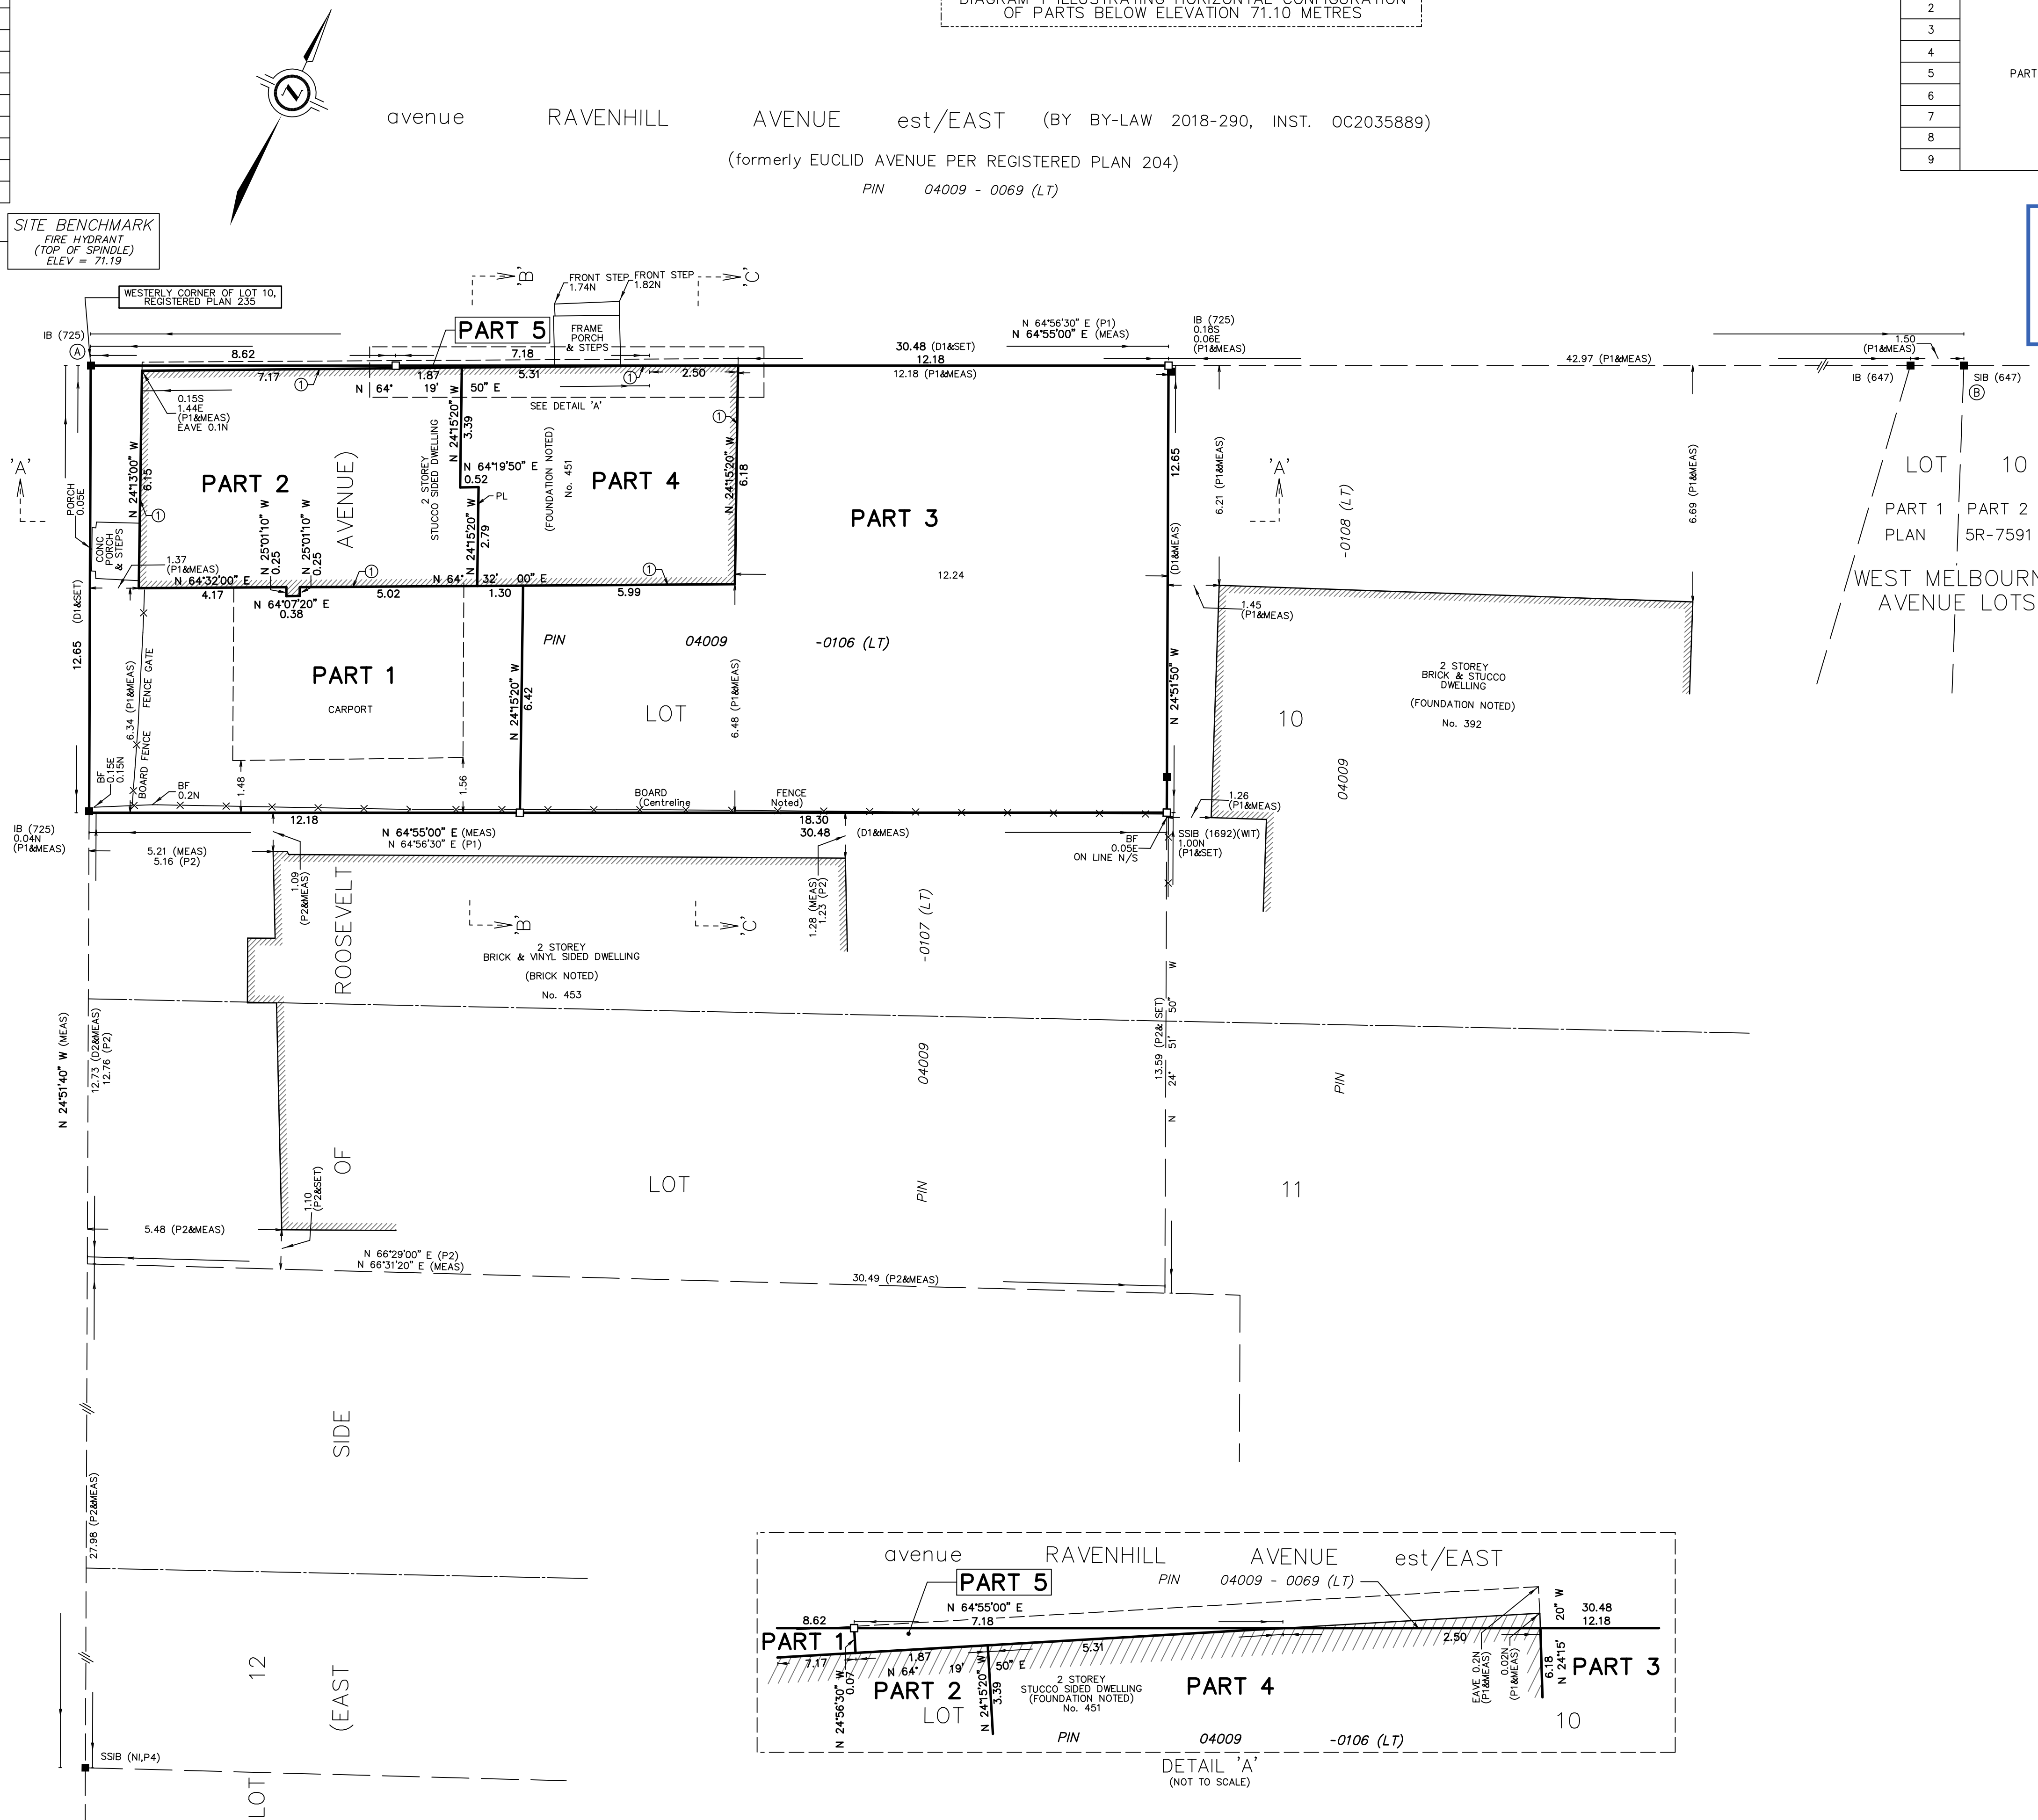 DIAGRAM 1 ILLUSTRATING HORIZONTAL CONFIGURATION
OF PARTS BELOW ELEVATION 71.10 METRES
2
3
4
5
PART
6
7
8
9
avenue RAVENHILL AVENUE est/EAST (BY BY-LAW 2018-290, INST. OC2035889)
(formerly EUCLID AVENUE PER REGISTERED PLAN 204)
PIN 04009 - 0069 (LT)
SITE BENCHMARK
FIRE HYDRANT
(TOP OF SPINDLE)
ELEV = 71.19
WESTERLY CORNER OF LOT 10,
REGISTERED PLAN 235
IB (725)
A
8.62
PART 5
'B'
FRONT STEP
1.74N
FRONT STEP
1.82N
'C'
FRAME
PORCH
& STEPS
7.18
N 64°56'30" E (P1)
N 64°55'00" E (MEAS)
30.48 (D1&SET)
12.18
12.18 (P1&MEAS)
IB (725)
0.18S
0.06E
(P1&MEAS)
42.97 (P1&MEAS)
1.50
(P1&MEAS)
IB (647)
SIB (647)
B
7.17
1
1.87
5.31
1
2.50
N 64° 19' 50" E
SEE DETAIL 'A'
0.15S
1.44E
(P1&MEAS)
EAVE 0.1N
N 24°13'00" W
6.15
1
PART 2
AVENUE)
2 STOREY
STUCCO SIDED DWELLING
N 24°15'20" W
3.39
N 64°19'50" E
0.52
PL
N 24°15'20" W
2.79
(FOUNDATION NOTED)
No. 451
PART 4
1
N 24°15'20" W
6.18
PART 3
12.65
(D1&MEAS)
12.24
'A'
'A'
PORCH
0.05E
CONC
PORCH
& STEPS
1.37
(P1&MEAS)
N 64°32'00" E
4.17
N 25°01'10" W
0.25
N 25°01'10" W
0.25
N 64°07'20" E
0.38
1
5.02
N 64° 32' 00" E
1.30
1
5.99
6.21 (P1&MEAS)
6.69 (P1&MEAS)
-0108 (LT)
LOT 10
PART 1 PART 2
PLAN 5R-7591
WEST MELBOURN
AVENUE LOTS
1.45
(P1&MEAS)
12.65 (D1&SET)
6.34 (P1&MEAS)
BOARD FENCE FENCE GATE
PART 1
CARPORT
PIN 04009 -0106 (LT)
N 24°15'20" W
6.42
LOT
6.48 (P1&MEAS)
N 24°51'50" W
2 STOREY
BRICK & STUCCO
DWELLING
(FOUNDATION NOTED)
No. 392
10
04009
BF
0.15E
0.15N
BF
0.2N
1.48
1.56
BOARD FENCE
(Centreline Noted)
1.26
(P1&MEAS)
IB (725)
0.04N
(P1&MEAS)
12.18
N 64°55'00" E (MEAS)
N 64°56'30" E (P1)
18.30
30.48 (D1&MEAS)
BF
0.05E
ON LINE N/S
SSIB (1692)(WIT)
1.00N
(P1&SET)
5.21 (MEAS)
5.16 (P2)
1.09
(P2&MEAS)
ROOSEVELT
1.28 (MEAS)
1.23 (P2)
-0107 (LT)
'B'
'C'
2 STOREY
BRICK & VINYL SIDED DWELLING
(BRICK NOTED)
No. 453
N 24°51'40" W (MEAS)
12.73 (D2&MEAS)
12.76 (P2)
04009
13.59 (P2& SET)
N 24° 51' 50" W
PIN
OF
1.10
(P2&SET)
LOT
PIN
11
5.48 (P2&MEAS)
N 66°29'00" E (P2)
N 66°31'20" E (MEAS)
30.49 (P2&MEAS)
SIDE
27.98 (P2&MEAS)
12
(EAST
SSIB (NI,P4)
LOT
avenue RAVENHILL AVENUE est/EAST
PART 5
PIN 04009 - 0069 (LT)
N 64°55'00" E
8.62
7.18
30.48
12.18
PART 1
7.17
1.87
5.31
2.50
N 64° 19' 50" E
N 24°56'30" W
0.07
PART 2
LOT
N 24°15'20" W
3.39
2 STOREY
STUCCO SIDED DWELLING
(FOUNDATION NOTED)
No. 451
PART 4
EAVE 0.2N
(P1&MEAS)
0.02N
(P1&MEAS)
6.18
N 24°15' 20" W
PART 3
10
PIN 04009 -0106 (LT)
DETAIL 'A'
(NOT TO SCALE)